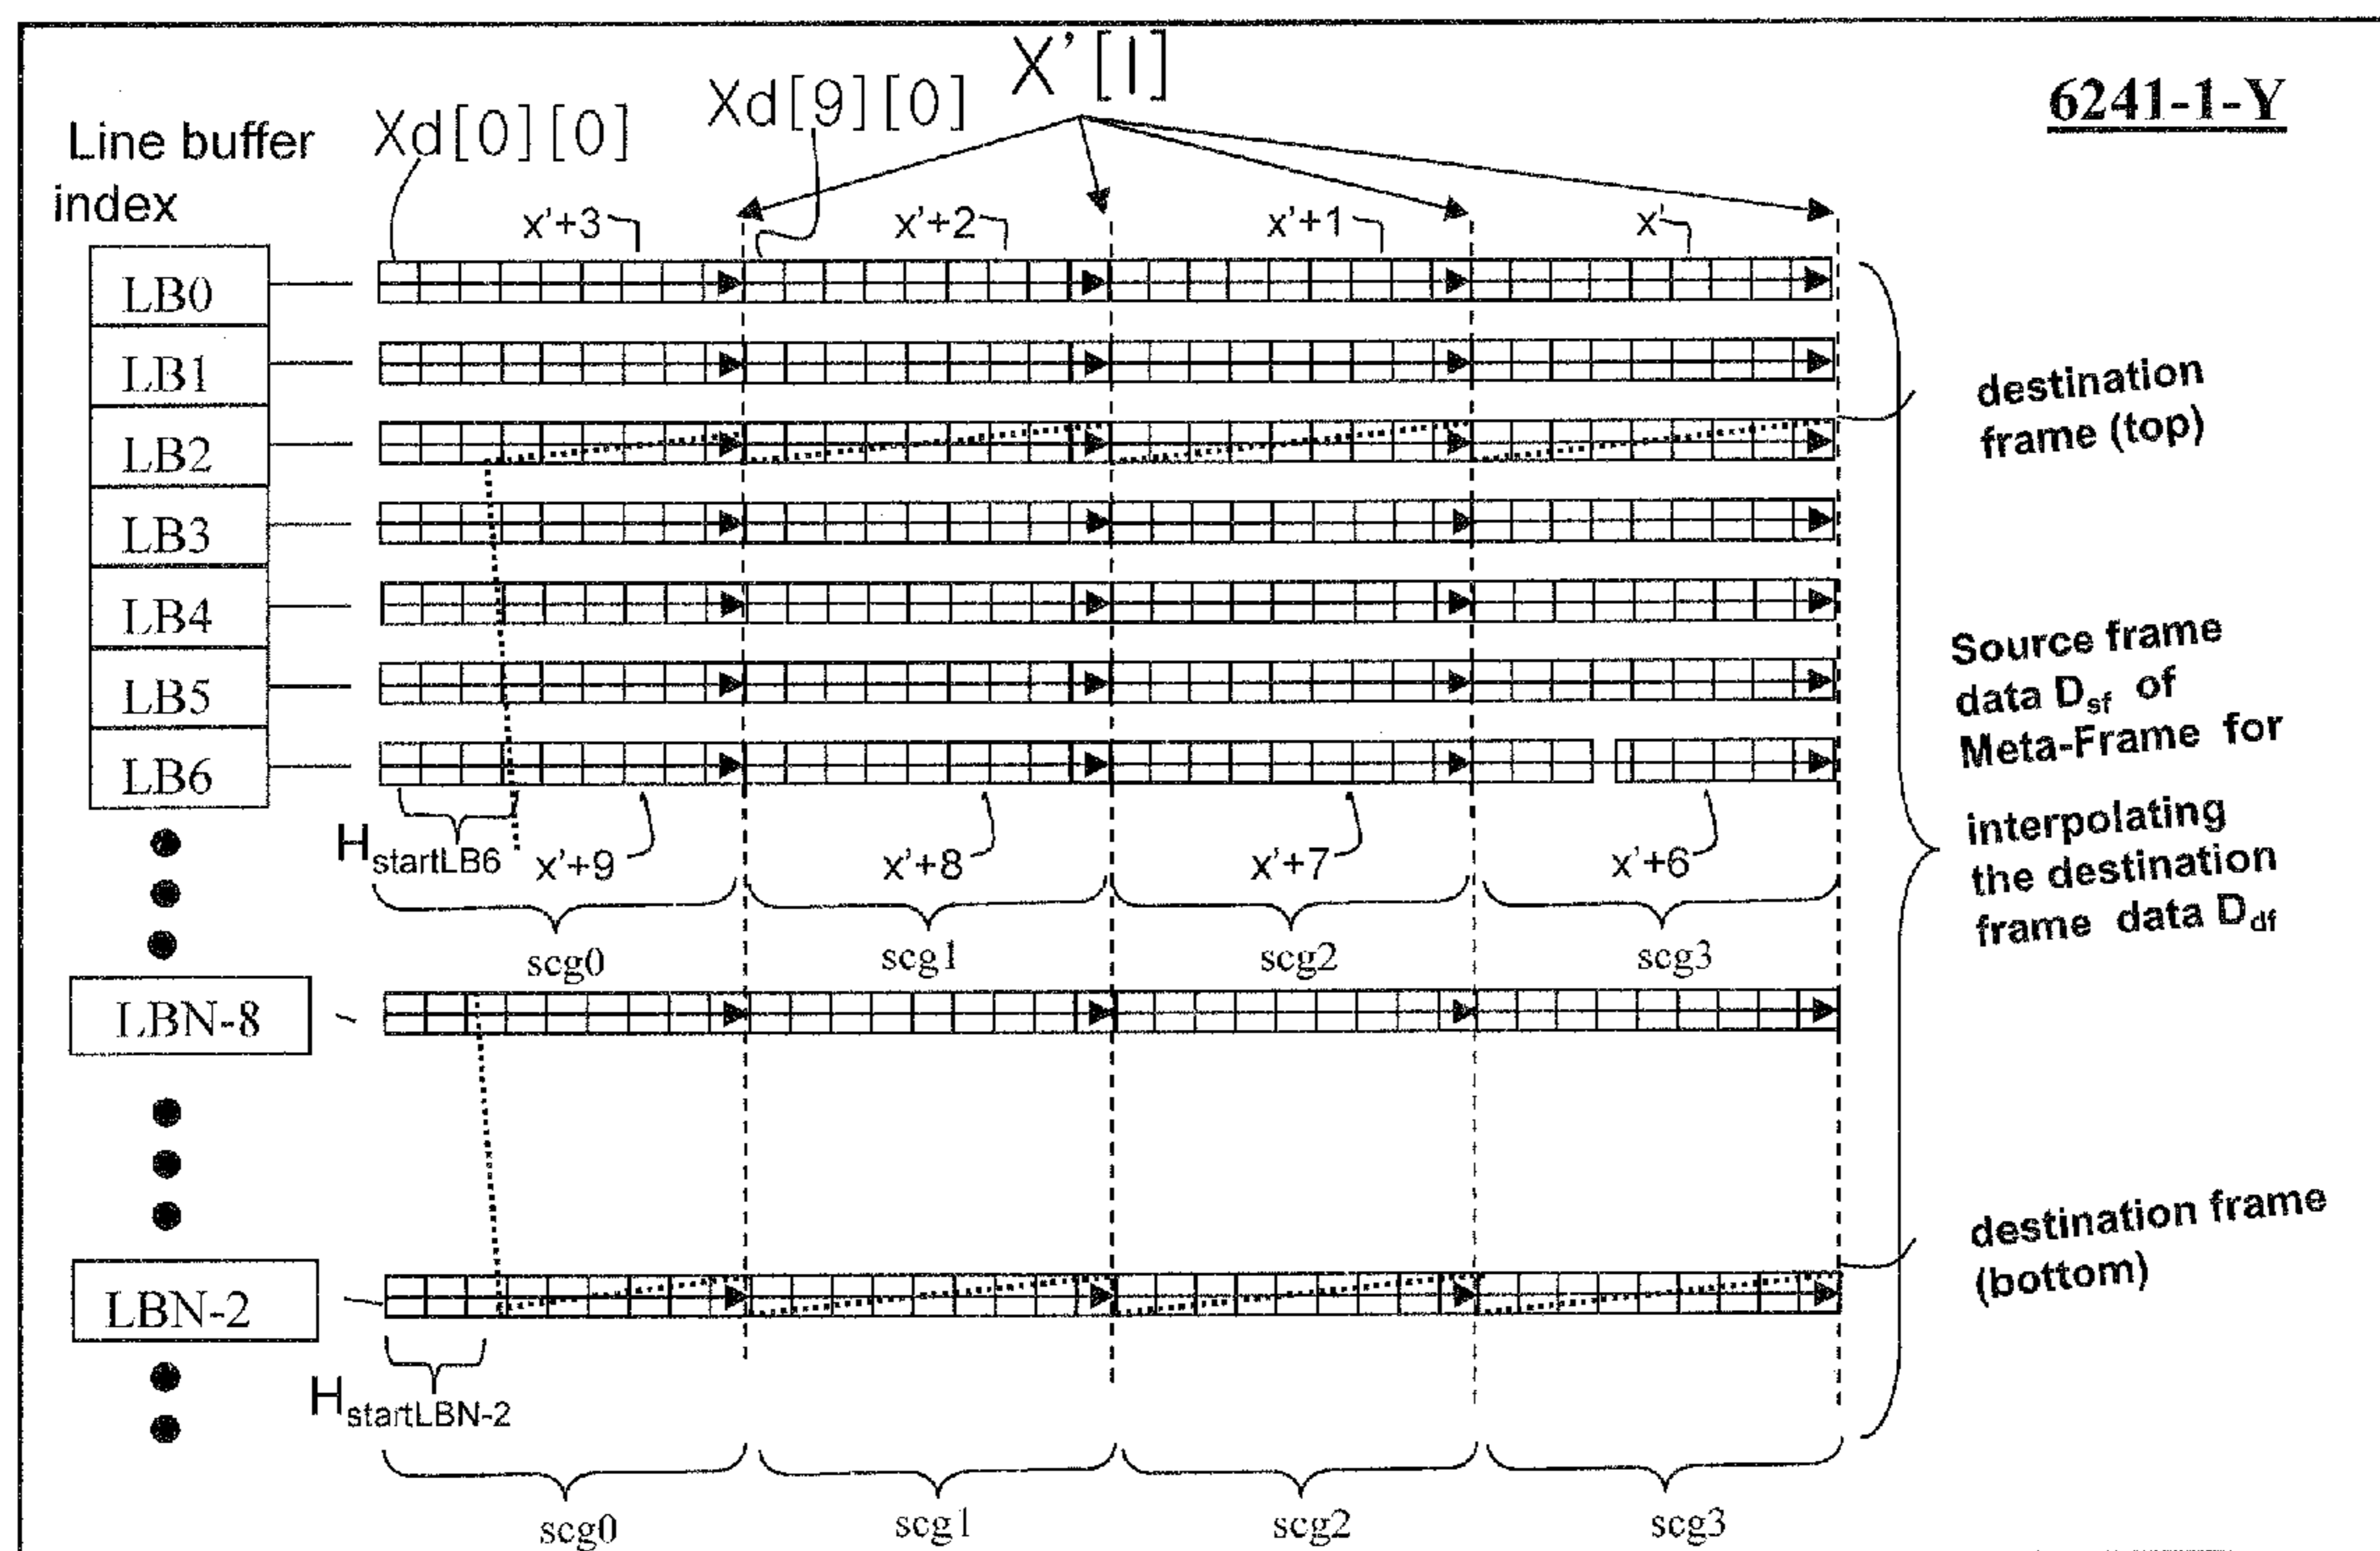 6241-1-Y
Line buffer
index
Xd[0][0]
Xd[9][0]
X'[l]
x'+3
x'+2
x'+1
x'
LB0
LB1
LB2
LB3
LB4
LB5
LB6
destination
frame (top)
Source frame
data Dsf of
Meta-Frame for
interpolating
the destination
frame data Ddf
HstartLB6
x'+9
x'+8
x'+7
x'+6
scg0
scg1
scg2
scg3
LBN-8
LBN-2
destination frame
(bottom)
HstartLBN-2
scg0
scg1
scg2
scg3